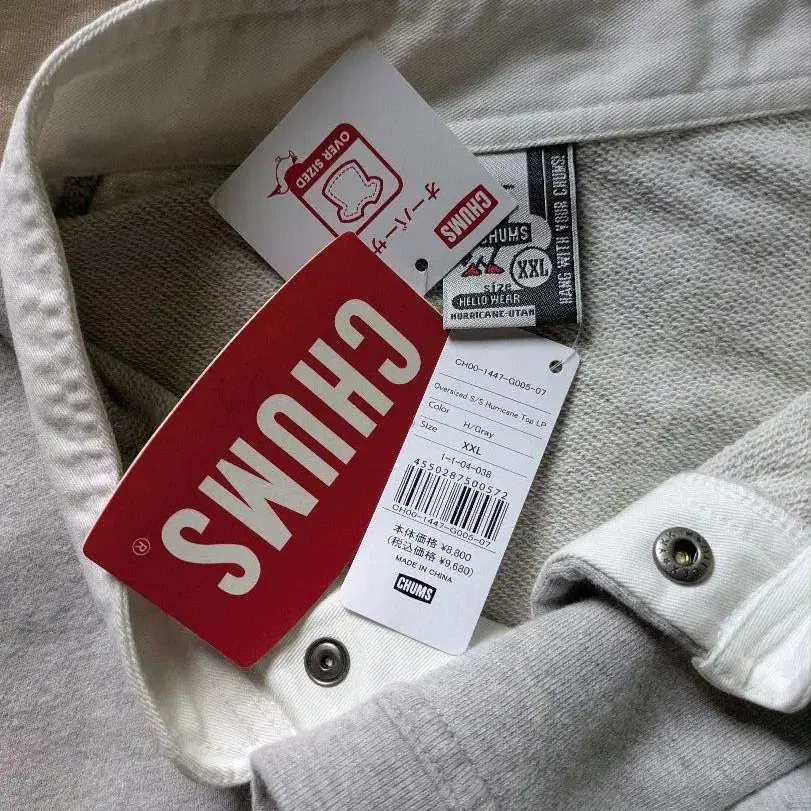 OVER SIZED
オーバーサ
CHUMS
CHUMS
XXL
SIZE
HELLO WEAR
HURRICANE-UTAH
HANG WITH YOUR CHUMS!
CHUMS
®
CH00-1447-G005-07
Oversized S/S Hurricane Top LP
Color
H/Gray
Size
XXL
1-1-04-038
4550287500572
CH00-1447-G005-07
本体価格 ¥8,800
(税込価格 ¥9,680)
MADE IN CHINA
CHUMS